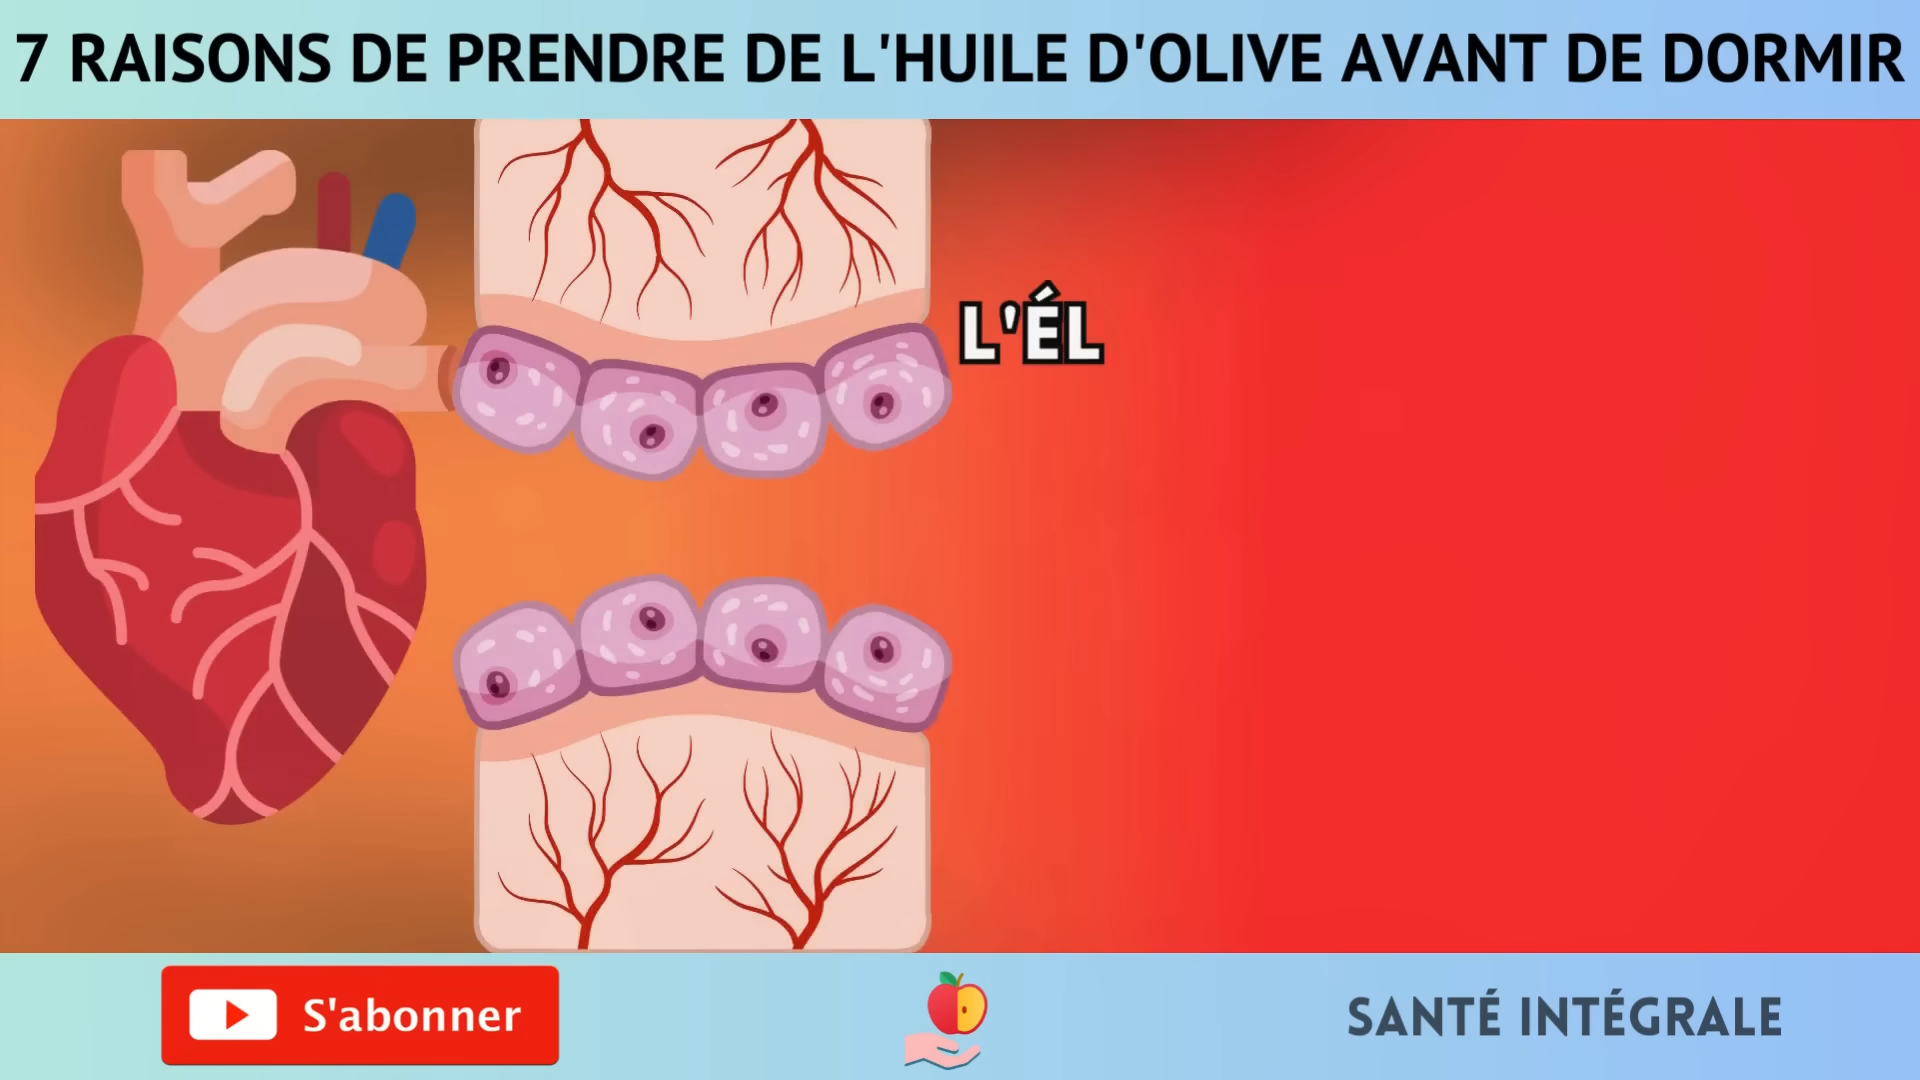 7 RAISONS DE PRENDRE DE L'HUILE D'OLIVE AVANT DE DORMIR
L'ÉL
S'abonner
SANTÉ INTÉGRALE